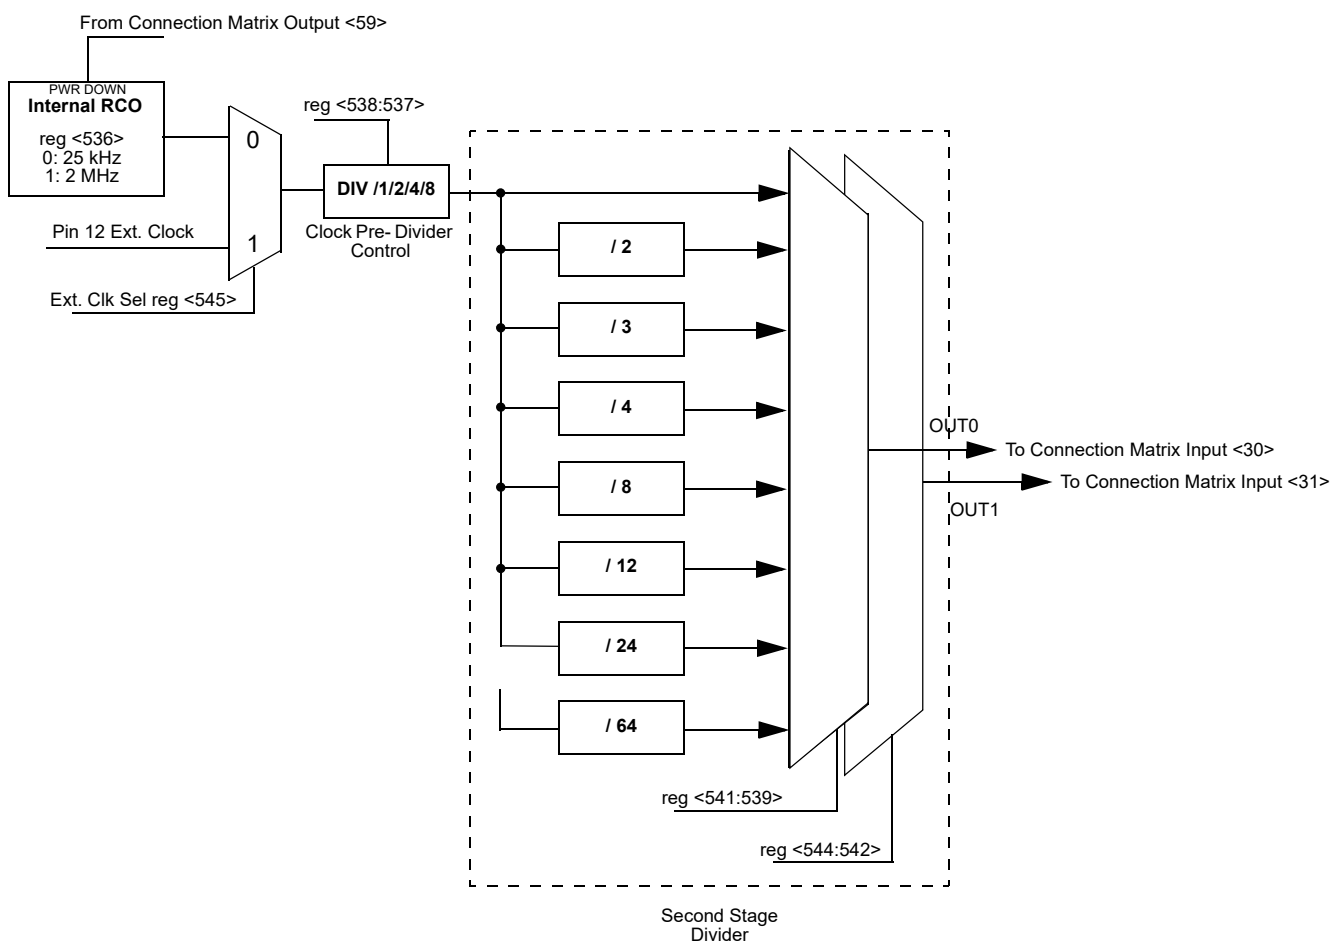 From Connection Matrix Output <59>
PWR DOWN
Internal RCO
reg <536>
0: 25 kHz
1: 2 MHz
0
1
Pin 12 Ext. Clock
Ext. Clk Sel reg <545>
reg <538:537>
DIV /1/2/4/8
Clock Pre- Divider
Control
/ 2
/ 3
/ 4
/ 8
/ 12
/ 24
/ 64
OUT0
To Connection Matrix Input <30>
To Connection Matrix Input <31>
OUT1
reg <541:539>
reg <544:542>
Second Stage
Divider